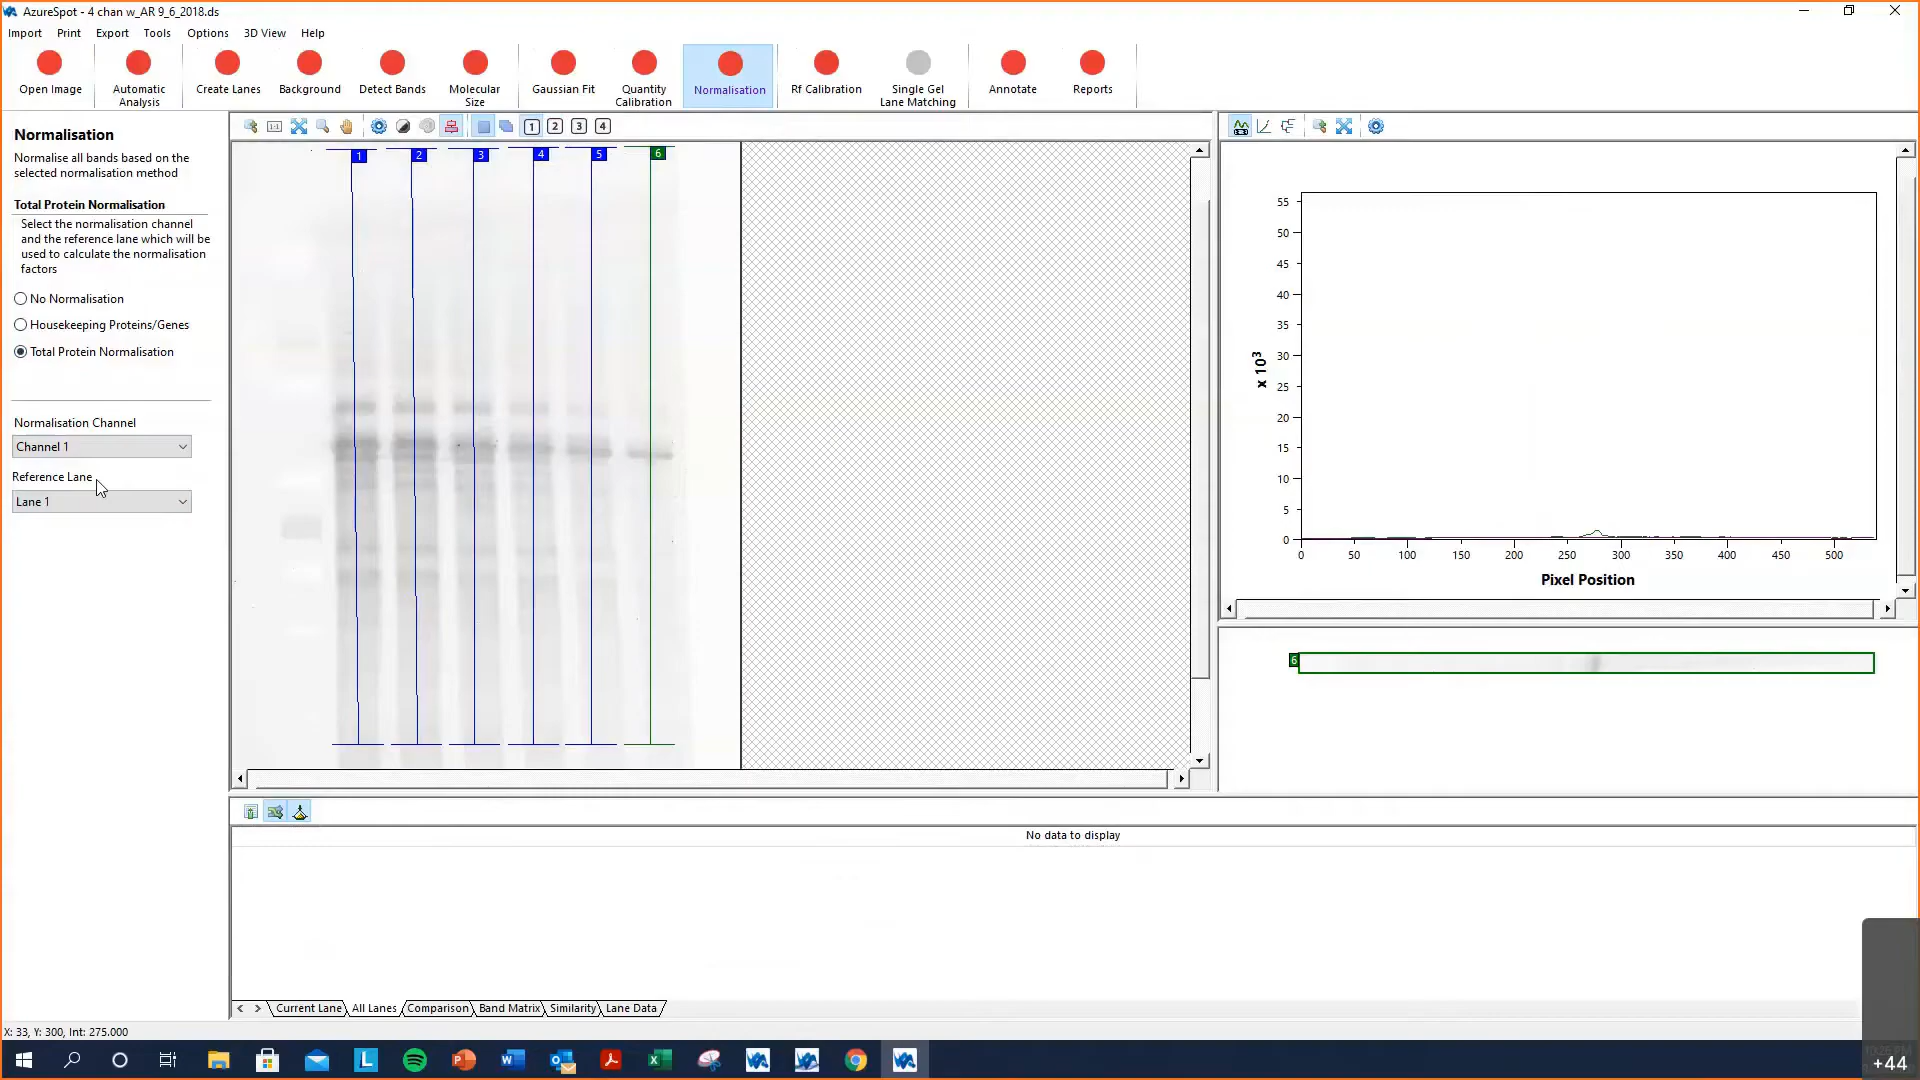 AzureSpot - 4 chan w_AR 9_6_2018.ds
Import Print Export Tools Options 3D View Help
Open Image
Automatic
Analysis
Create Lanes
Background
Detect Bands
Molecular
Size
Gaussian Fit
Quantity
Calibration
Normalisation
Rf Calibration
Single Gel
Lane Matching
Annotate
Reports
Normalisation
Normalise all bands based on the
selected normalisation method
Total Protein Normalisation
Select the normalisation channel
and the reference lane which will be
used to calculate the normalisation
factors
No Normalisation
Housekeeping Proteins/Genes
Total Protein Normalisation
Normalisation Channel
Channel 1
Reference Lane
Lane 1
1 2 3 4
1 2 3 4 5 6
55
50
45
40
35
30
25
20
15
10
5
0
x 10³
0 50 100 150 200 250 300 350 400 450 500
Pixel Position
6
No data to display
Current Lane All Lanes Comparison Band Matrix Similarity Lane Data
X: 33, Y: 300, Int: 275.000
+44